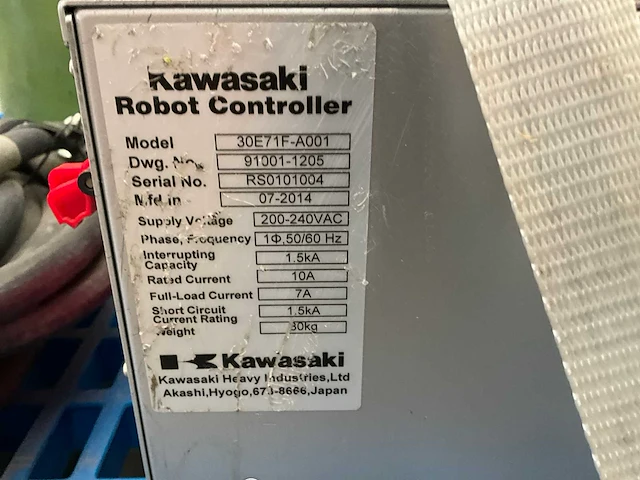 Kawasaki
Robot Controller
Model 30E71F-A001
Dwg. No. 91001-1205
Serial No. RS0101004
Mfd in 07-2014
Supply Voltage 200-240VAC
Phase, Frequency 1Φ,50/60 Hz
Interrupting Capacity 1.5kA
Rated Current 10A
Full-Load Current 7A
Short Circuit Current Rating 1.5kA
Weight 30kg
Kawasaki
Kawasaki Heavy Industries,Ltd
Akashi,Hyogo,673-8666,Japan